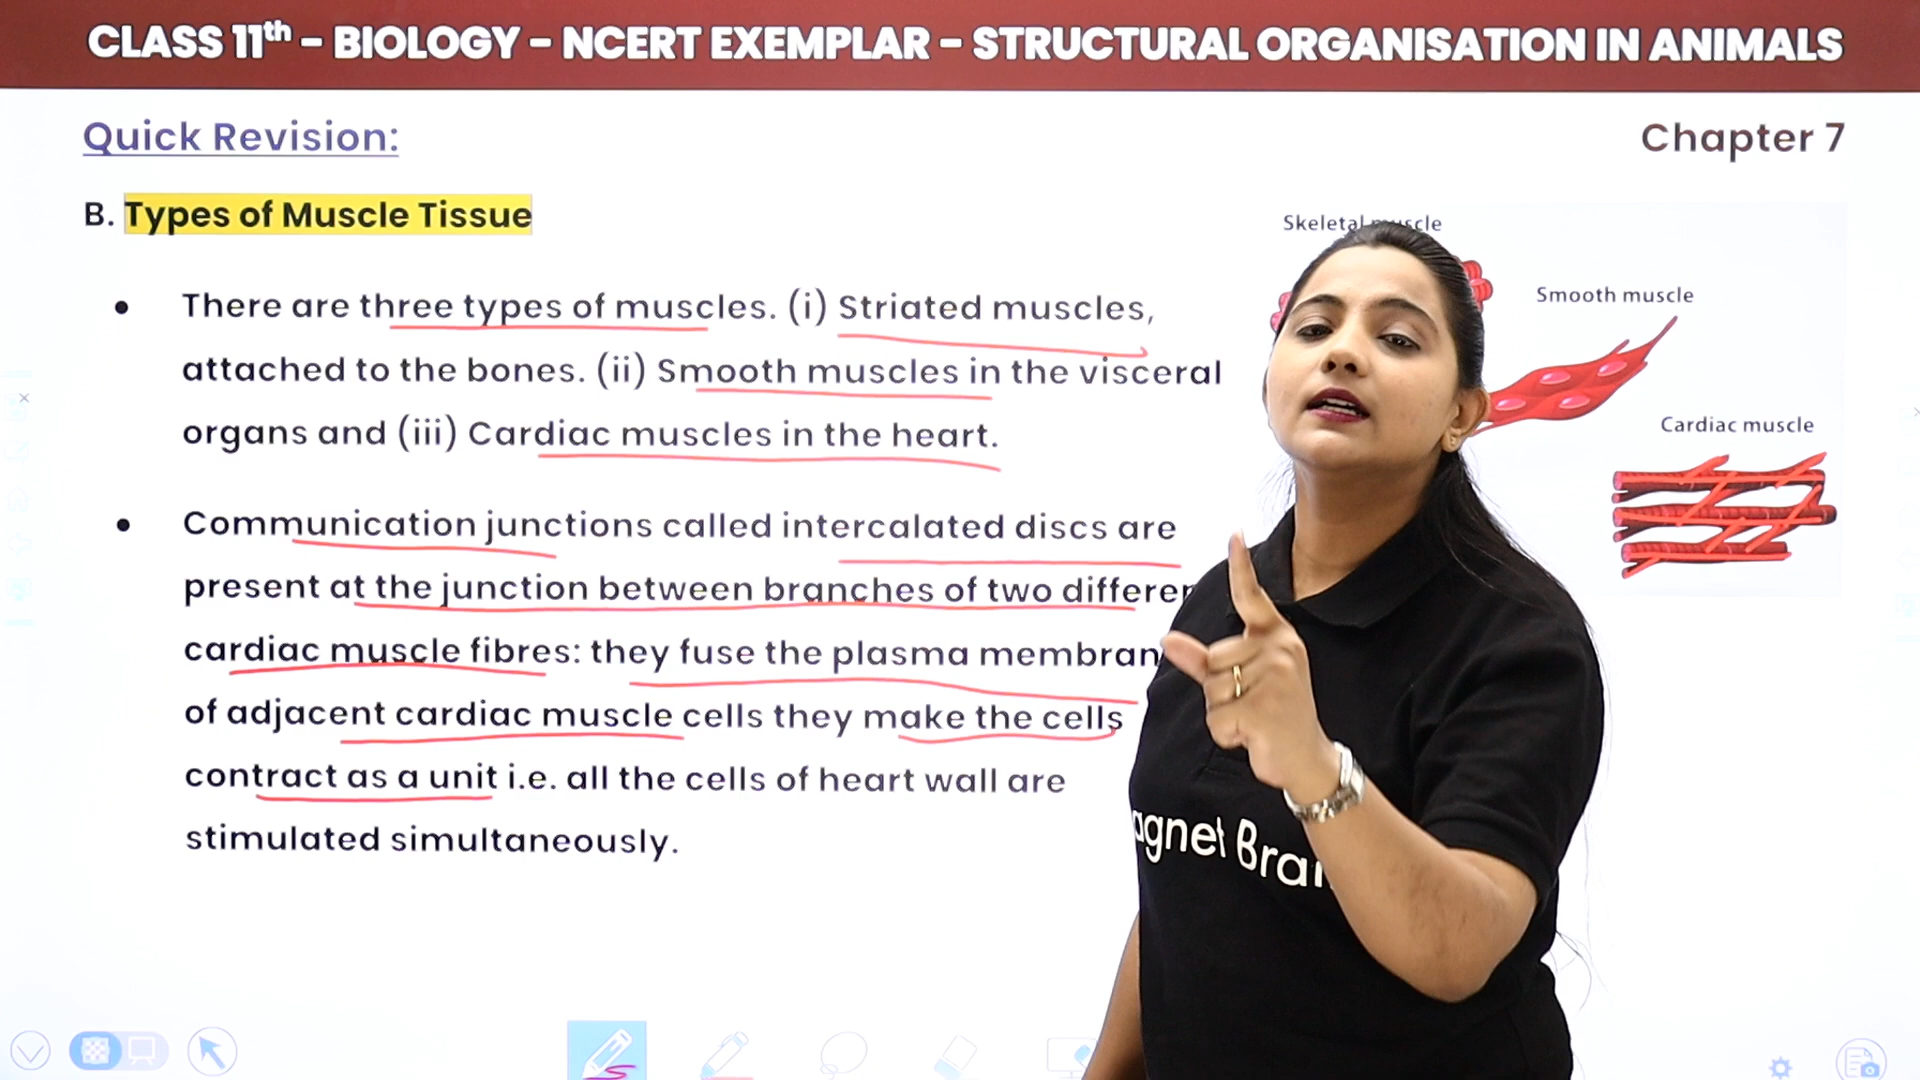 CLASS 11th - BIOLOGY - NCERT EXEMPLAR - STRUCTURAL ORGANISATION IN ANIMALS
Quick Revision:
Chapter 7
B. Types of Muscle Tissue
• There are three types of muscles. (i) Striated muscles,
attached to the bones. (ii) Smooth muscles in the visceral
organs and (iii) Cardiac muscles in the heart.
• Communication junctions called intercalated discs are
present at the junction between branches of two
cardiac muscle fibres: they fuse the plasma
of adjacent cardiac muscle cells they make the cells
contract as a unit i.e. all the cells of heart wall are
stimulated simultaneously.
Skeletal
Smooth muscle
Cardiac muscle